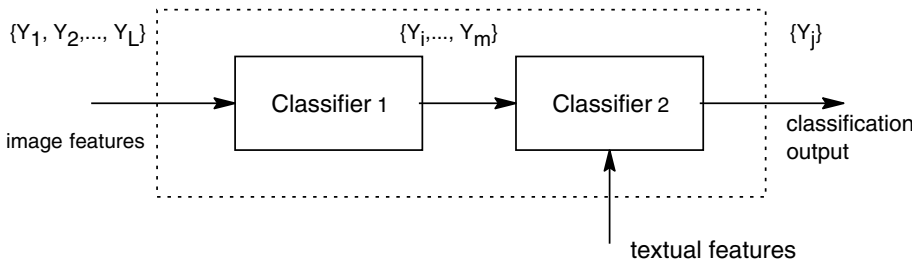 {Y1, Y2,..., YL}
{Yi,..., Ym}
{Yj}
Classifier 1
Classifier 2
image features
classification
output
textual features